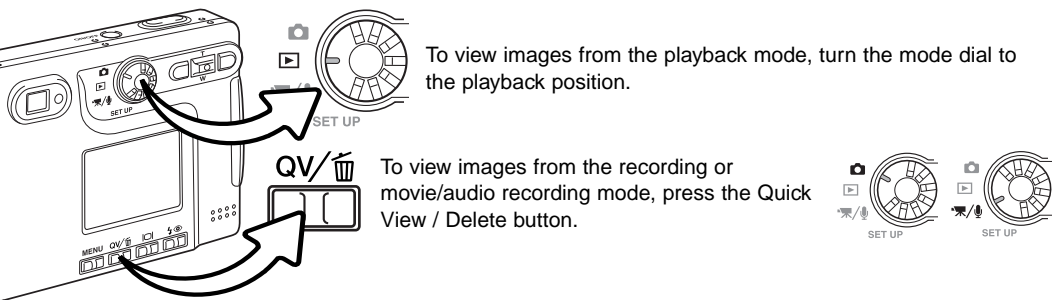 ON/OFF
T
W
SET UP
MENU QV/
To view images from the playback mode, turn the mode dial to
the playback position.
SET UP
QV/
To view images from the recording or
movie/audio recording mode, press the Quick
View / Delete button.
SET UP
SET UP